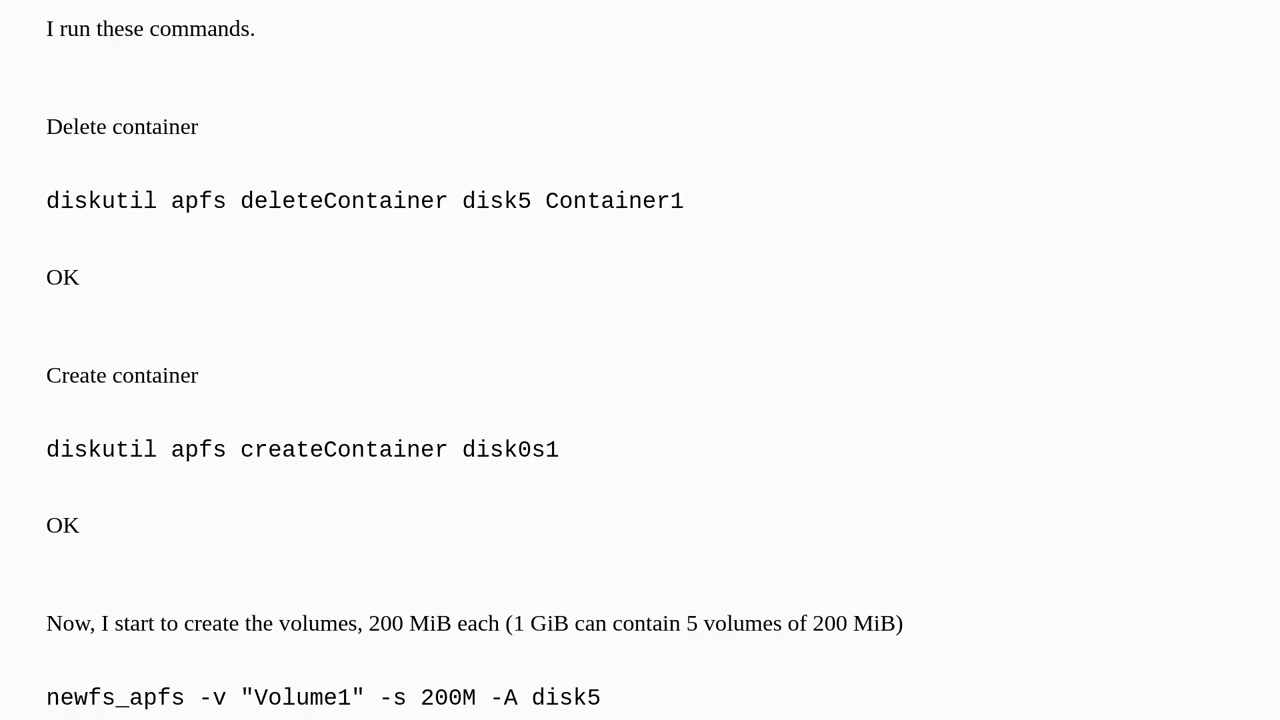 I run these commands.
Delete container
diskutil apfs deleteContainer disk5 Container1
OK
Create container
diskutil apfs createContainer disk0s1
OK
Now, I start to create the volumes, 200 MiB each (1 GiB can contain 5 volumes of 200 MiB)
newfs_apfs -v "Volume1" -s 200M -A disk5